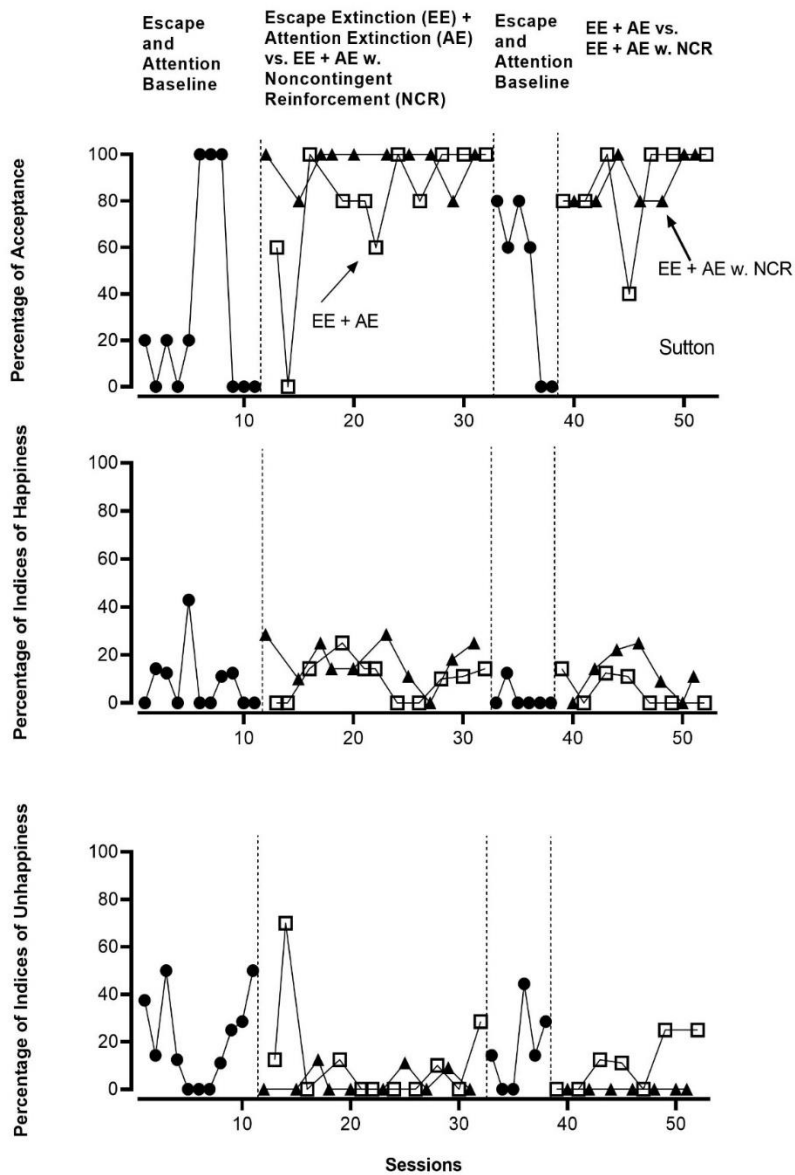 Escape
and
Attention
Baseline
Escape Extinction (EE) +
Attention Extinction (AE)
vs. EE + AE w.
Noncontingent
Reinforcement (NCR)
Escape
and
Attention
Baseline
EE + AE vs.
EE + AE w. NCR
Percentage of Acceptance
100
80
60
40
20
0
EE + AE
EE + AE w. NCR
Sutton
10
20
30
40
50
Percentage of Indices of Happiness
100
80
60
40
20
0
10
20
30
40
50
Percentage of Indices of Unhappiness
100
80
60
40
20
0
10
20
30
40
50
Sessions